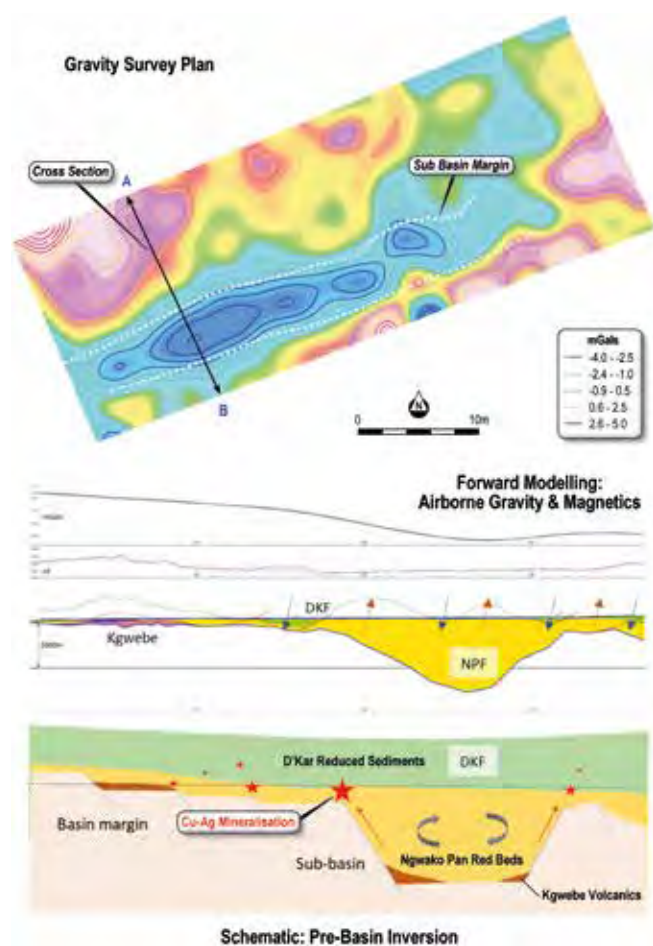 Gravity Survey Plan
Cross Section
A
Sub Basin Margin
B
N
0 10m
mGals
-4.0 - -2.5
-2.4 - -1.0
-0.9 - 0.5
0.6 - 2.5
2.6 - 5.0
Forward Modelling:
Airborne Gravity & Magnetics
DKF
Kgwebe
NPF
D'Kar Reduced Sediments
DKF
Cu-Ag Mineralisation
Basin margin
Sub-basin
Ngwako Pan Red Beds
Kgwebe Volcanics
Schematic: Pre-Basin Inversion